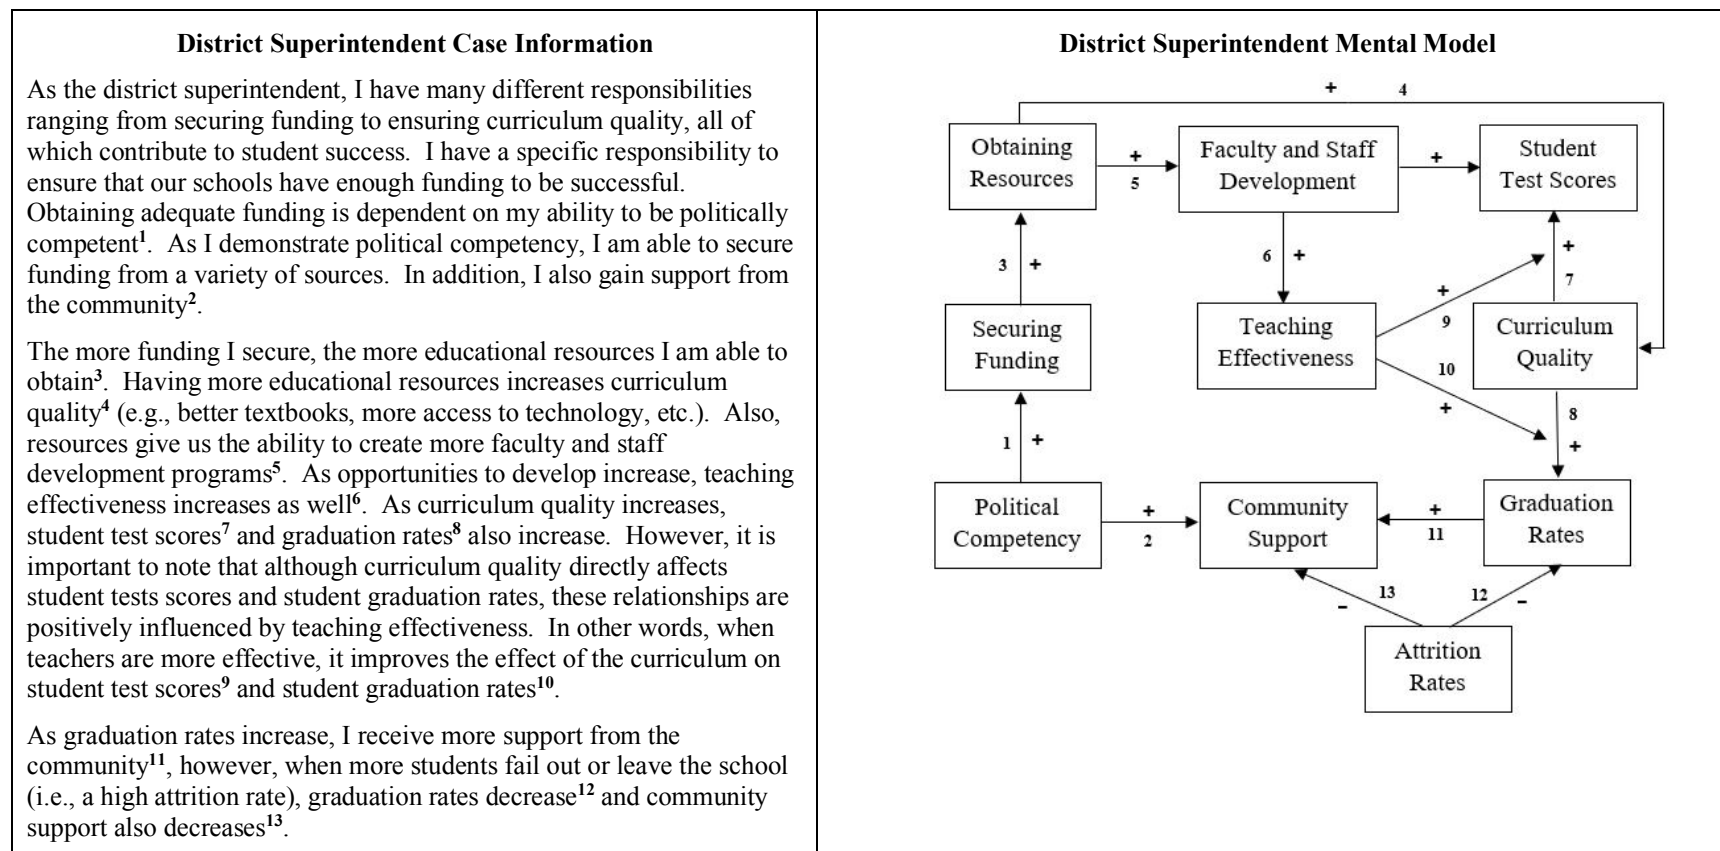 District Superintendent Case Information
As the district superintendent, I have many different responsibilities
ranging from securing funding to ensuring curriculum quality, all of
which contribute to student success. I have a specific responsibility to
ensure that our schools have enough funding to be successful.
Obtaining adequate funding is dependent on my ability to be politically
competent1. As I demonstrate political competency, I am able to secure
funding from a variety of sources. In addition, I also gain support from
the community2.
The more funding I secure, the more educational resources I am able to
obtain3. Having more educational resources increases curriculum
quality4 (e.g., better textbooks, more access to technology, etc.). Also,
resources give us the ability to create more faculty and staff
development programs5. As opportunities to develop increase, teaching
effectiveness increases as well6. As curriculum quality increases,
student test scores7 and graduation rates8 also increase. However, it is
important to note that although curriculum quality directly affects
student tests scores and student graduation rates, these relationships are
positively influenced by teaching effectiveness. In other words, when
teachers are more effective, it improves the effect of the curriculum on
student test scores9 and student graduation rates10.
As graduation rates increase, I receive more support from the
community11, however, when more students fail out or leave the school
(i.e., a high attrition rate), graduation rates decrease12 and community
support also decreases13.
District Superintendent Mental Model
+ 4
Obtaining
Resources
+
5
Faculty and Staff
Development
+
Student
Test Scores
3 +
6 +
+
7
+
9
Securing
Funding
Teaching
Effectiveness
Curriculum
Quality
10
+
8
+
1 +
Political
Competency
+
2
Community
Support
+
11
Graduation
Rates
13
−
12
−
Attrition
Rates